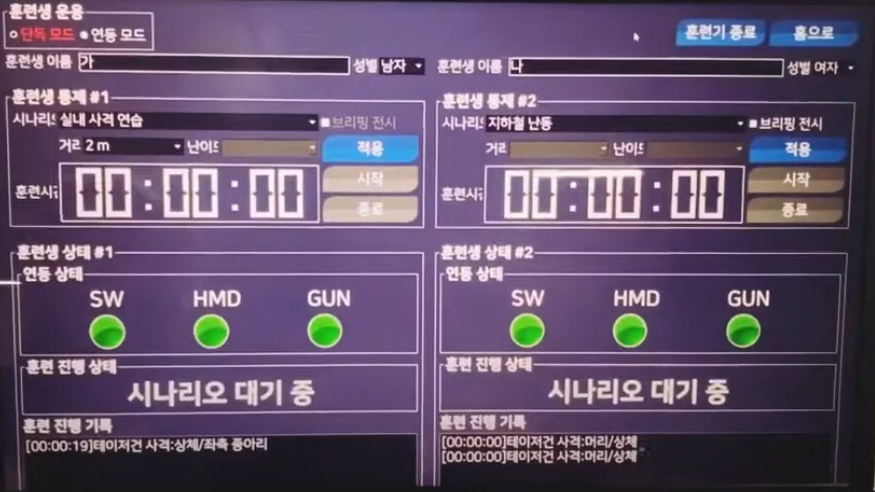 훈련생 운용
단독 모드 연동 모드
훈련기 종료 홈으로
훈련생 이름 가 성별 남자
훈련생 이름 나 성별 여자
훈련생 통제 #1
시나리오 실내 사격 연습 브리핑 전시
거리 2 m 난이도 적용
훈련시간 00:00:00 시작
종료
훈련생 통제 #2
시나리오 지하철 난동 브리핑 전시
거리 난이도 적용
훈련시간 00:00:00 시작
종료
훈련생 상태 #1
연동 상태
SW HMD GUN
훈련 진행 상태
시나리오 대기 중
훈련 진행 기록
[00:00:19]테이저건 사격:상체/좌측 종아리
훈련생 상태 #2
연동 상태
SW HMD GUN
훈련 진행 상태
시나리오 대기 중
훈련 진행 기록
[00:00:00]테이저건 사격:머리/상체
[00:00:00]테이저건 사격:머리/상체